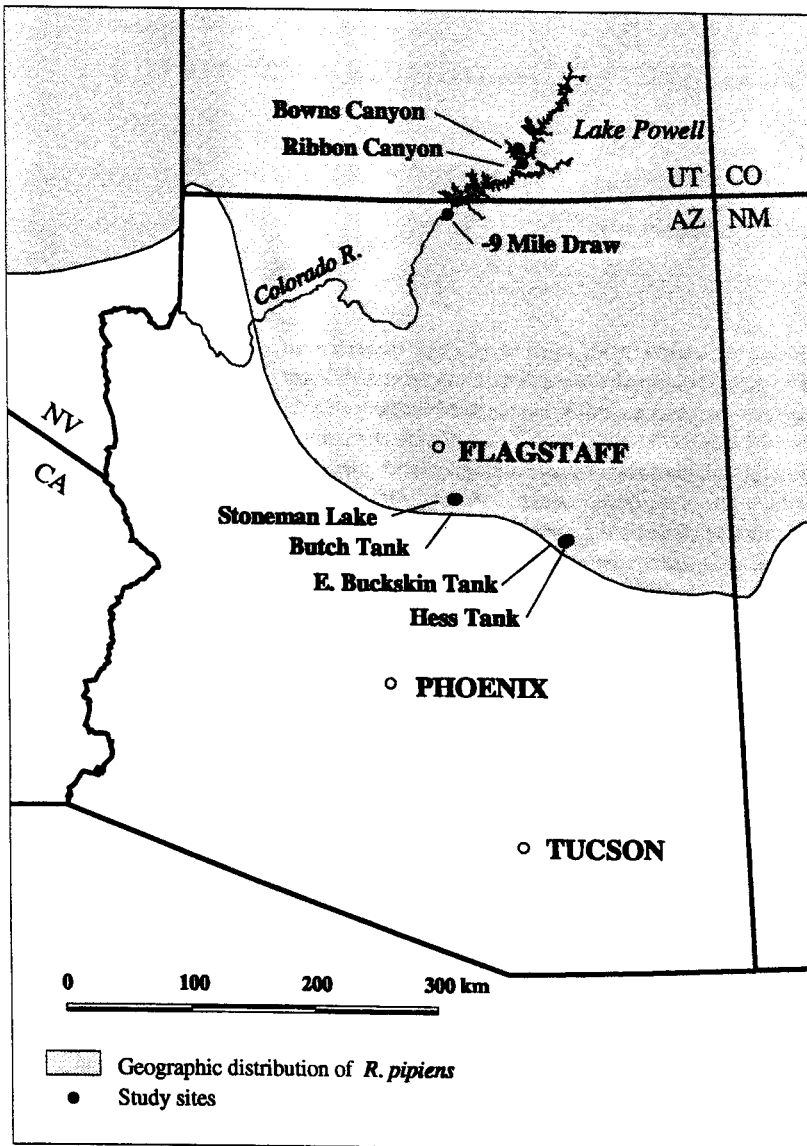 Bowns Canyon
Ribbon Canyon
Lake Powell
UT
CO
AZ
NM
-9 Mile Draw
Colorado R.
NV
CA
FLAGSTAFF
Stoneman Lake
Butch Tank
E. Buckskin Tank
Hess Tank
PHOENIX
TUCSON
0 100 200 300 km
Geographic distribution of R. pipiens
Study sites